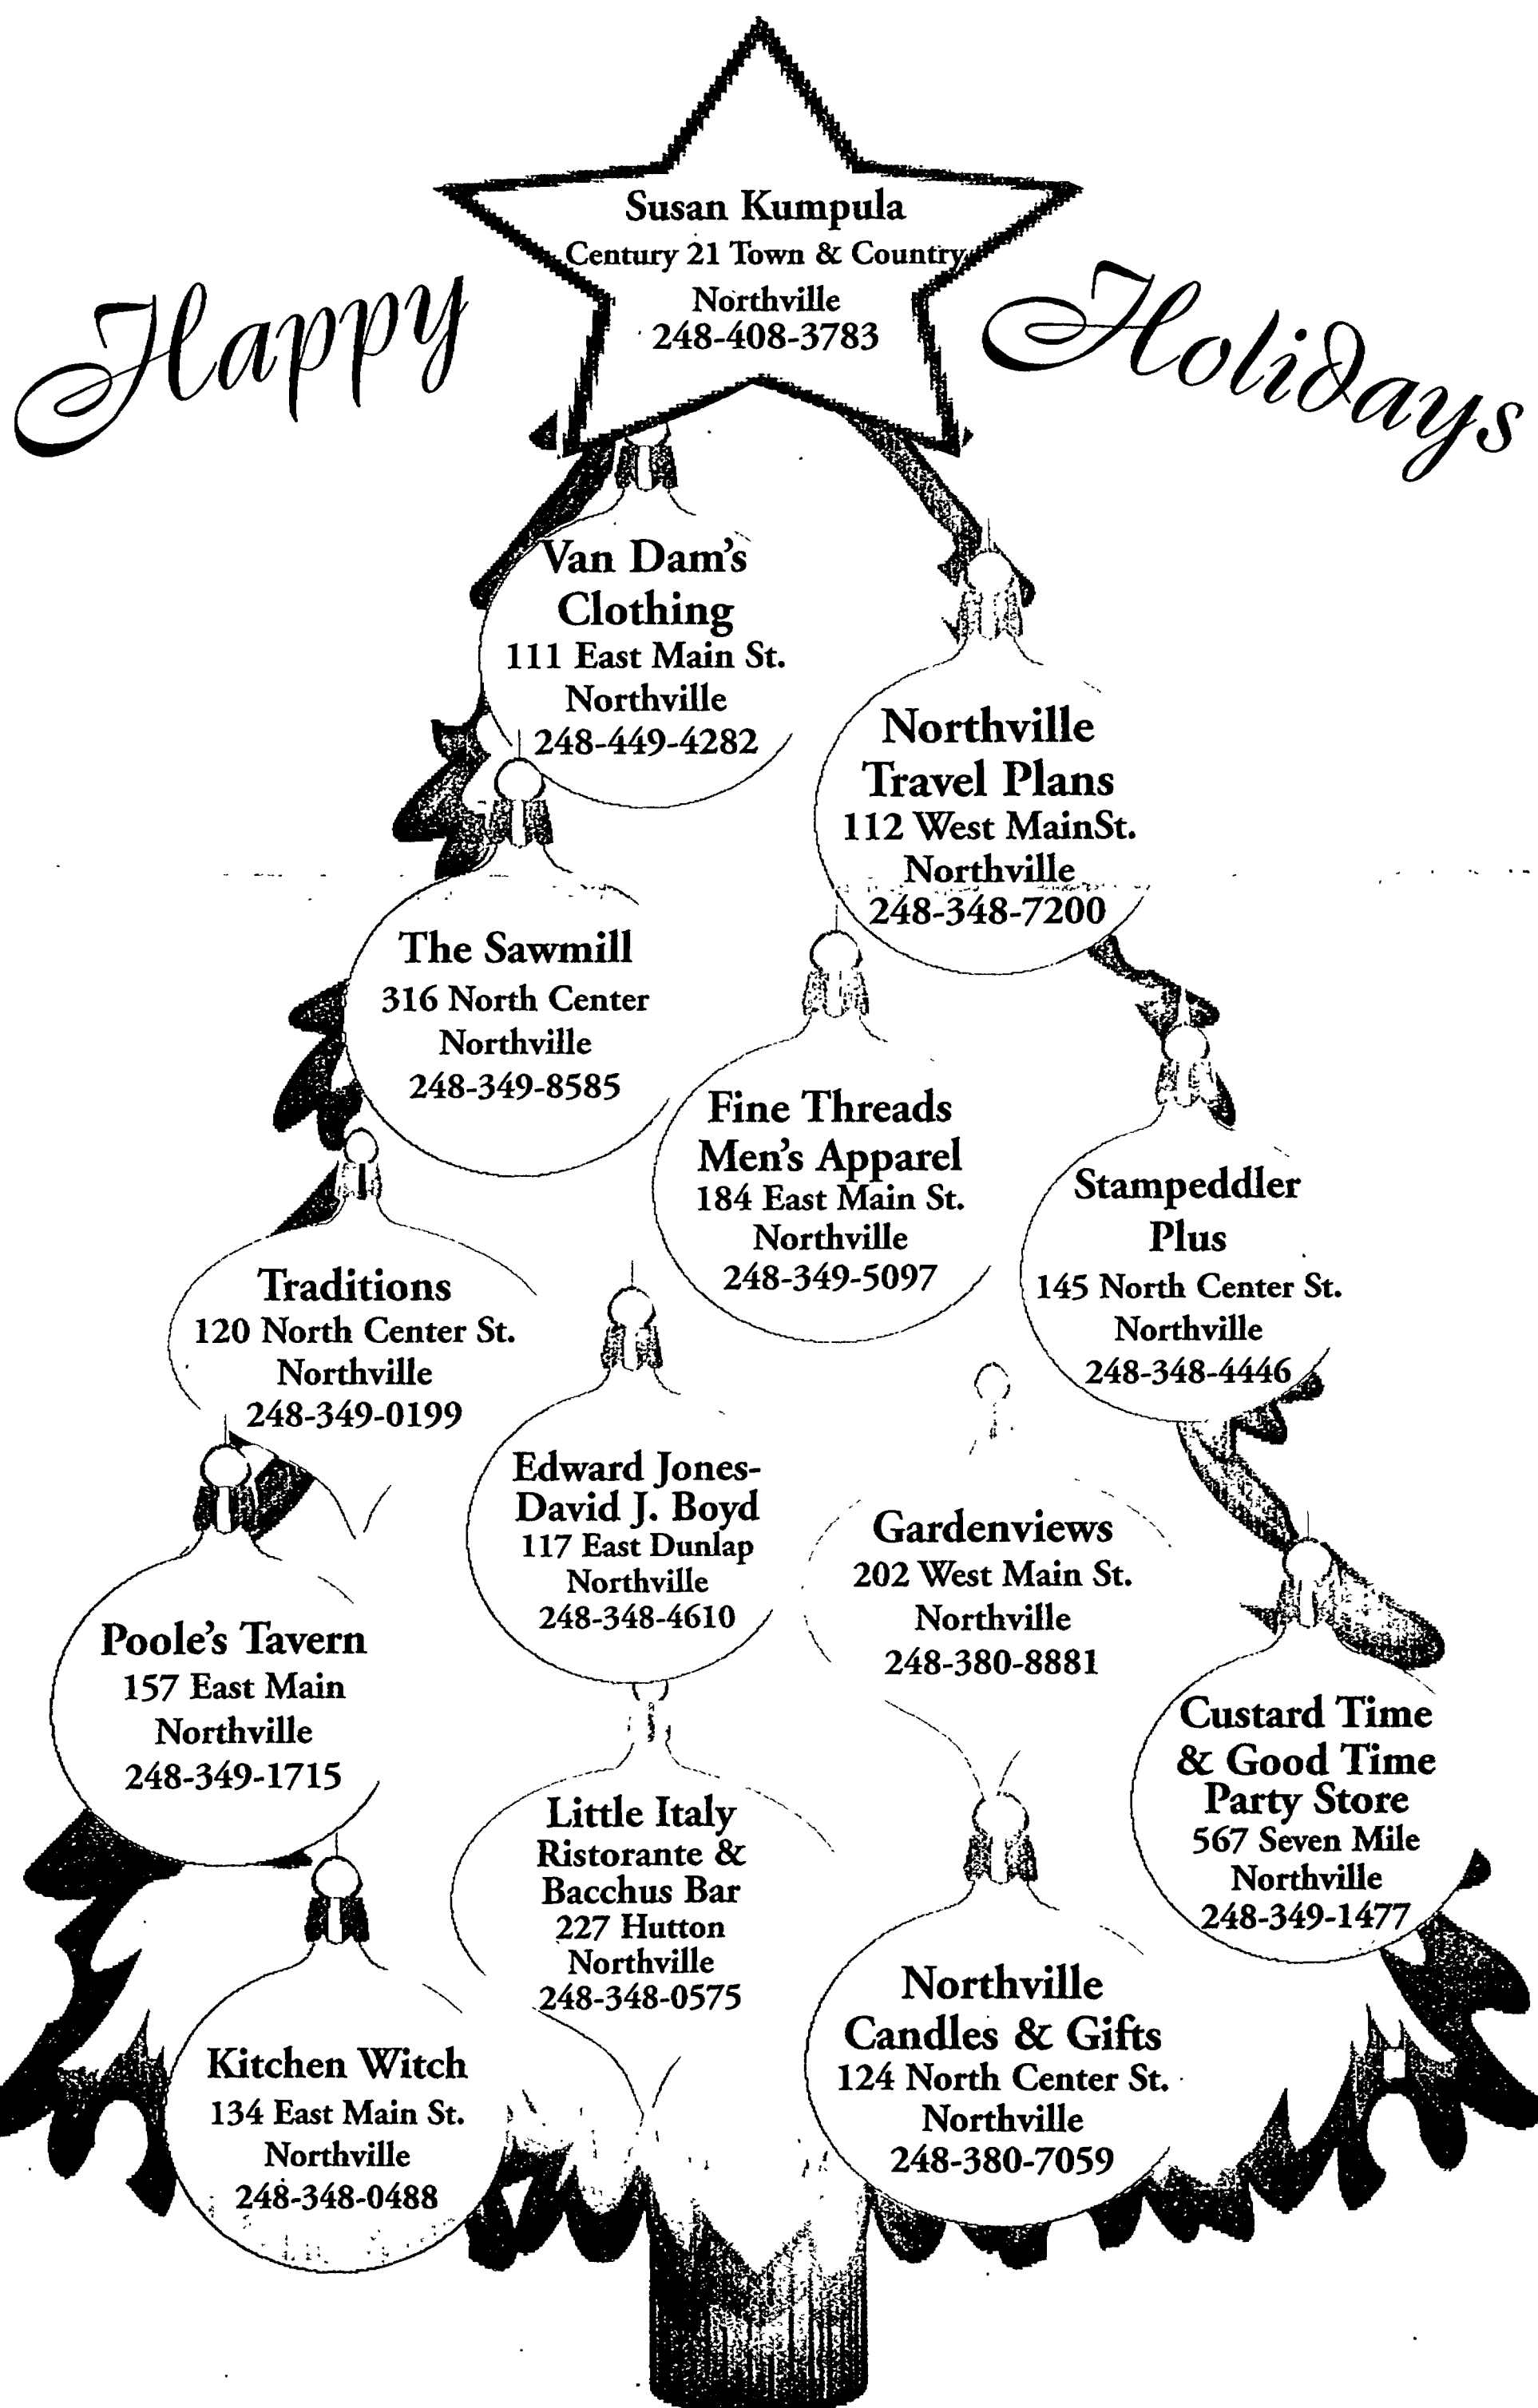 Happy
Holidays
Susan Kumpula
Century 21 Town & Country
Northville
248-408-3783
Van Dam's
Clothing
111 East Main St.
Northville
248-449-4282
Northville
Travel Plans
112 West MainSt.
Northville
248-348-7200
The Sawmill
316 North Center
Northville
248-349-8585
Fine Threads
Men's Apparel
184 East Main St.
Northville
248-349-5097
Stampeddler
Plus
145 North Center St.
Northville
248-348-4446
Traditions
120 North Center St.
Northville
248-349-0199
Edward Jones-
David J. Boyd
117 East Dunlap
Northville
248-348-4610
Gardenviews
202 West Main St.
Northville
248-380-8881
Poole's Tavern
157 East Main
Northville
248-349-1715
Custard Time
& Good Time
Party Store
567 Seven Mile
Northville
248-349-1477
Little Italy
Ristorante &
Bacchus Bar
227 Hutton
Northville
248-348-0575
Northville
Candles & Gifts
124 North Center St.
Northville
248-380-7059
Kitchen Witch
134 East Main St.
Northville
248-348-0488